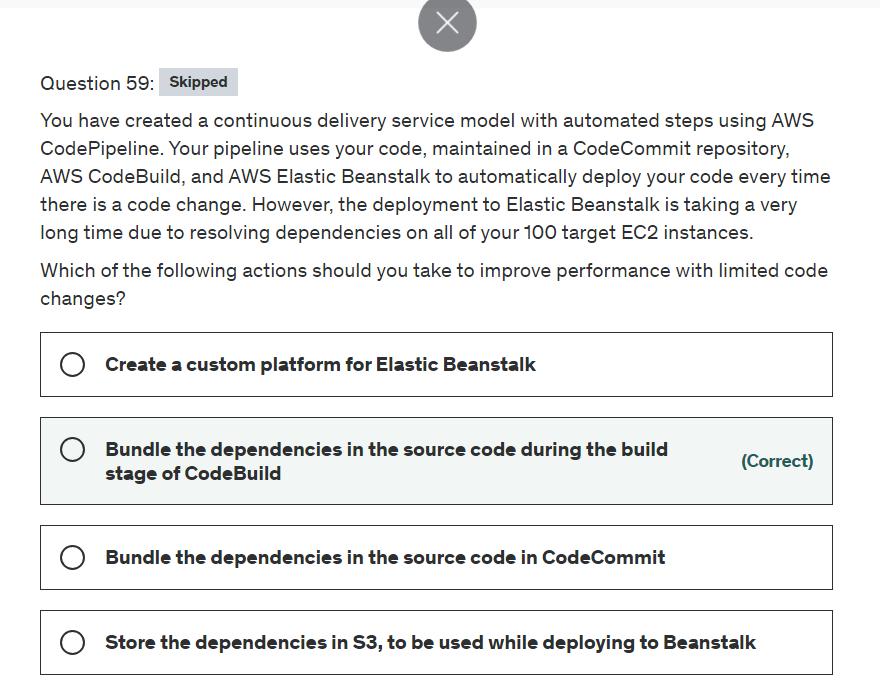 Question 59: Skipped
You have created a continuous delivery service model with automated steps using AWS
CodePipeline. Your pipeline uses your code, maintained in a CodeCommit repository,
AWS CodeBuild, and AWS Elastic Beanstalk to automatically deploy your code every time
there is a code change. However, the deployment to Elastic Beanstalk is taking a very
long time due to resolving dependencies on all of your 100 target EC2 instances.
Which of the following actions should you take to improve performance with limited code
changes?
Create a custom platform for Elastic Beanstalk
Bundle the dependencies in the source code during the build
stage of CodeBuild
(Correct)
Bundle the dependencies in the source code in CodeCommit
Store the dependencies in S3, to be used while deploying to Beanstalk